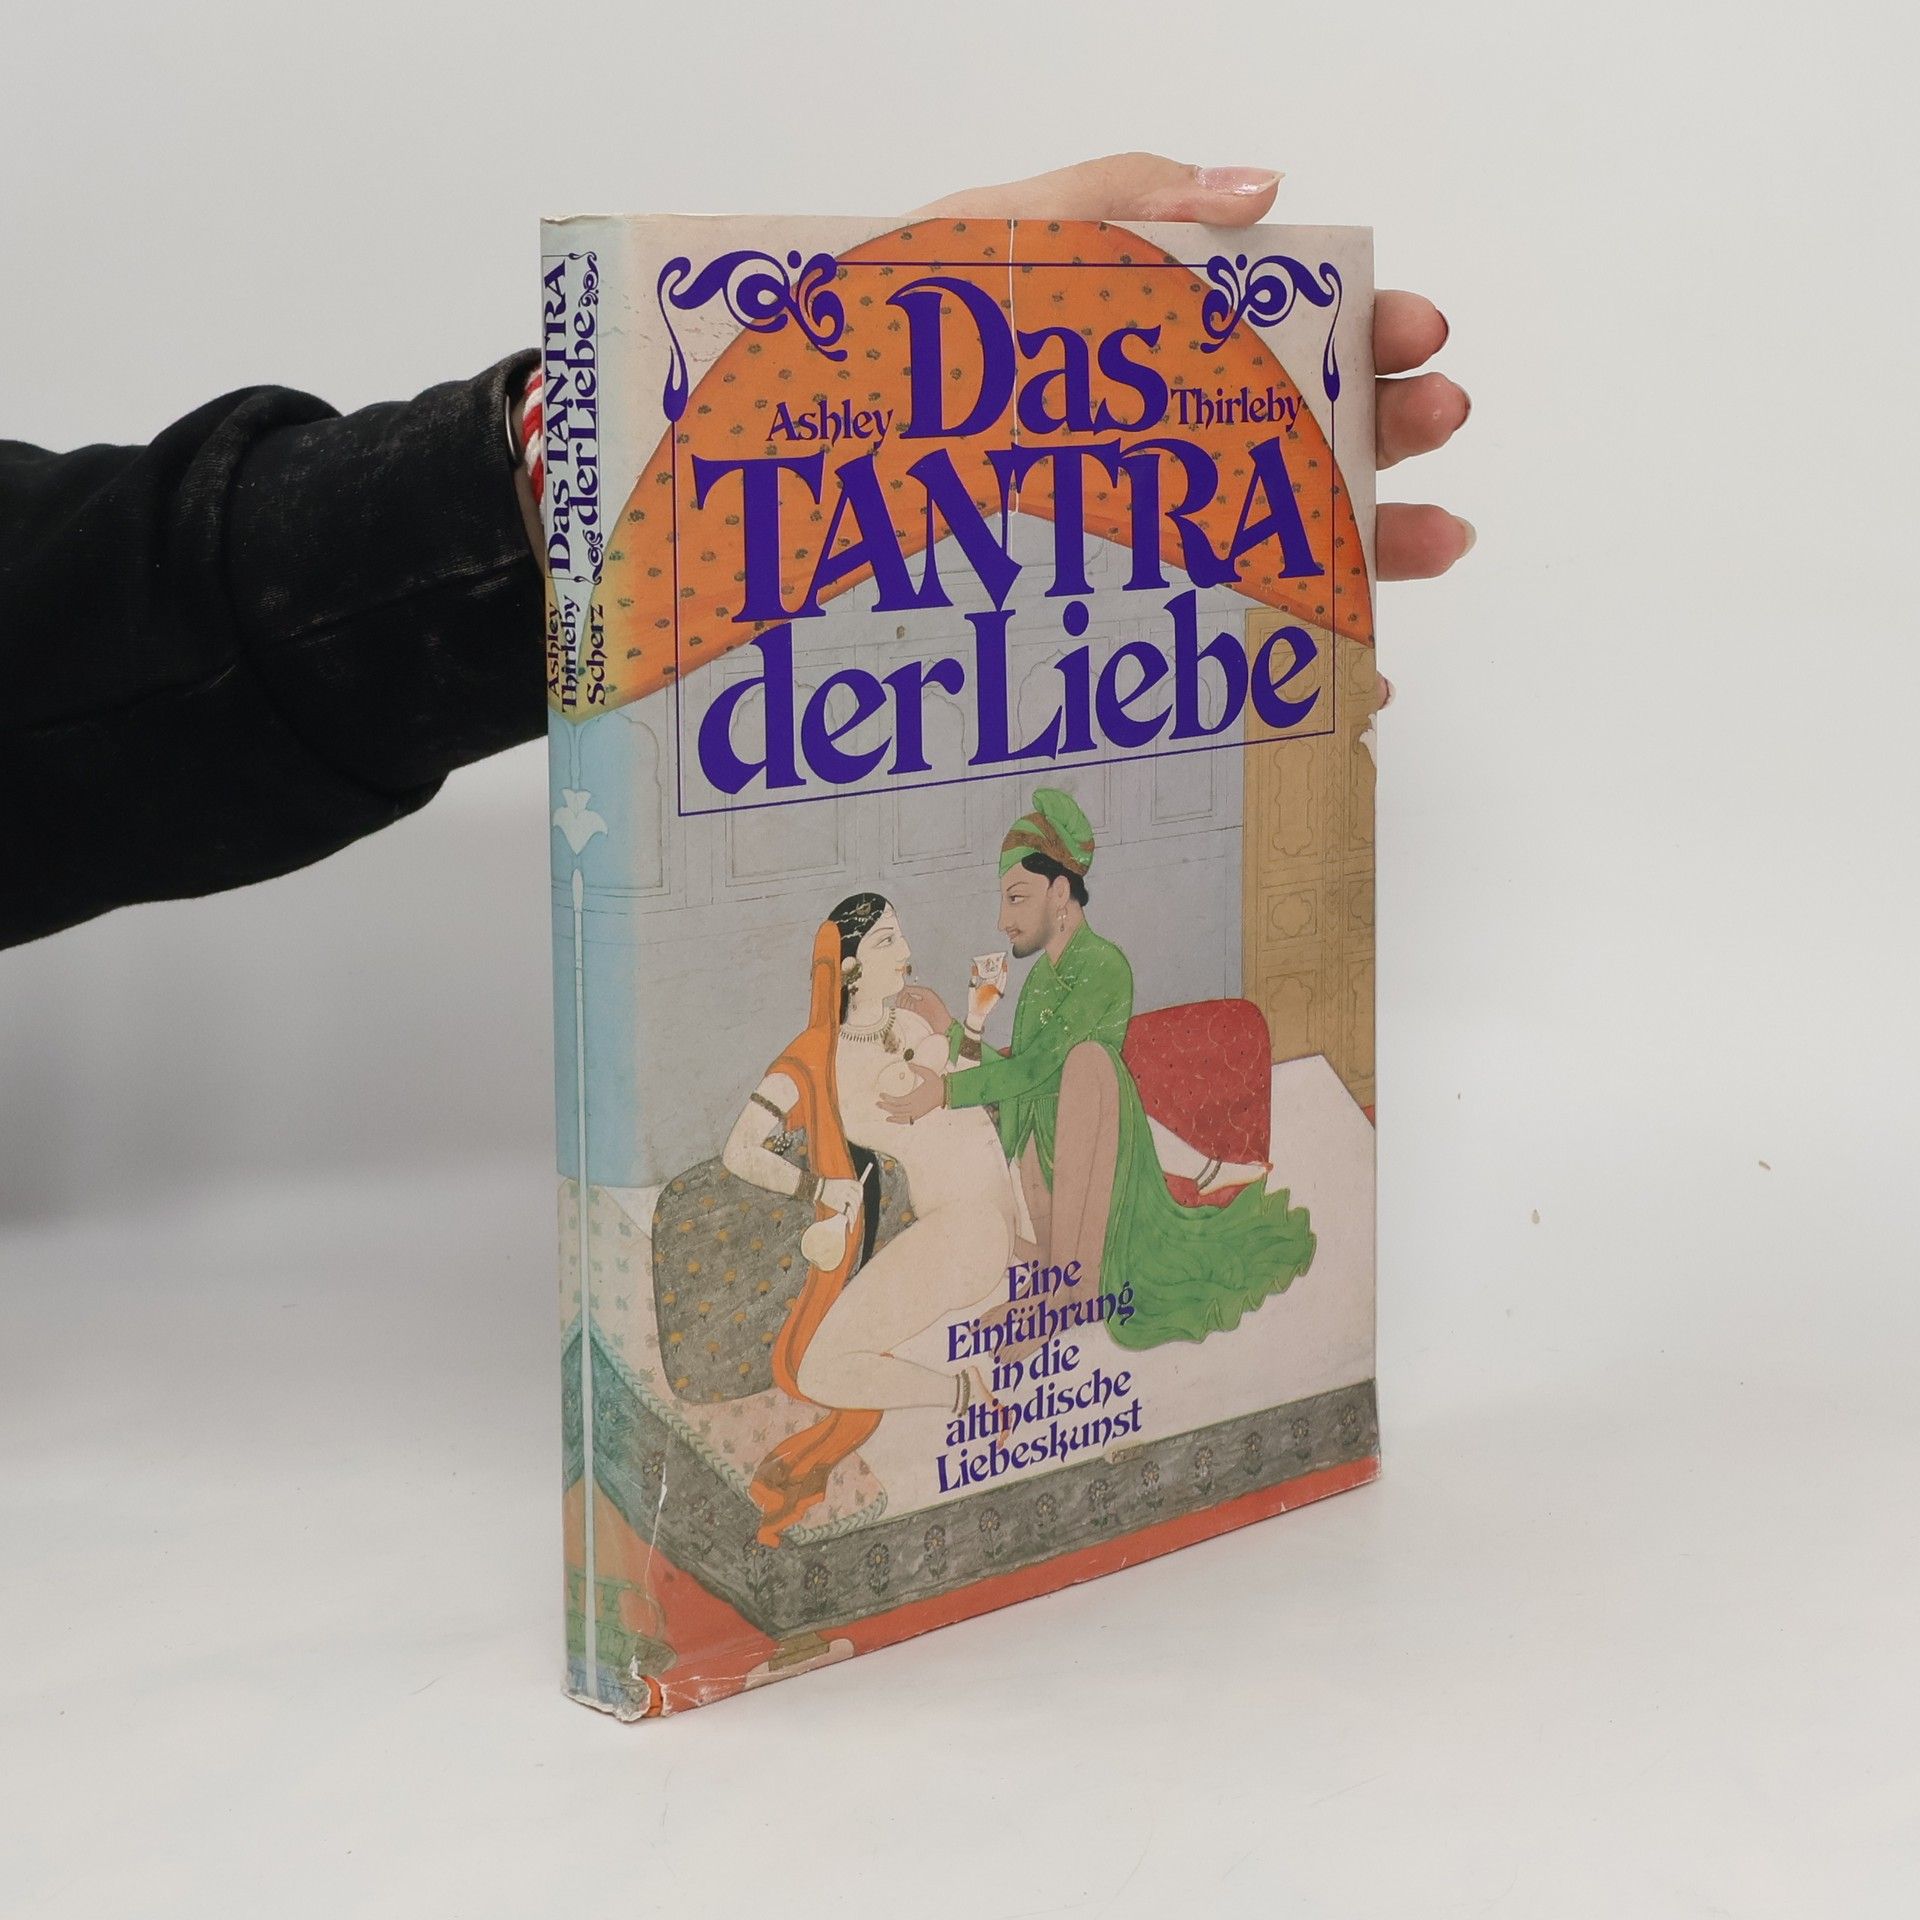 Das TANTRA
der Liebe
Ashley
Thirleby
Scherz
Das
Ashley Thirleby
TANTRA
der Liebe
Eine
Einführung
in die
altindische
Liebeskunst